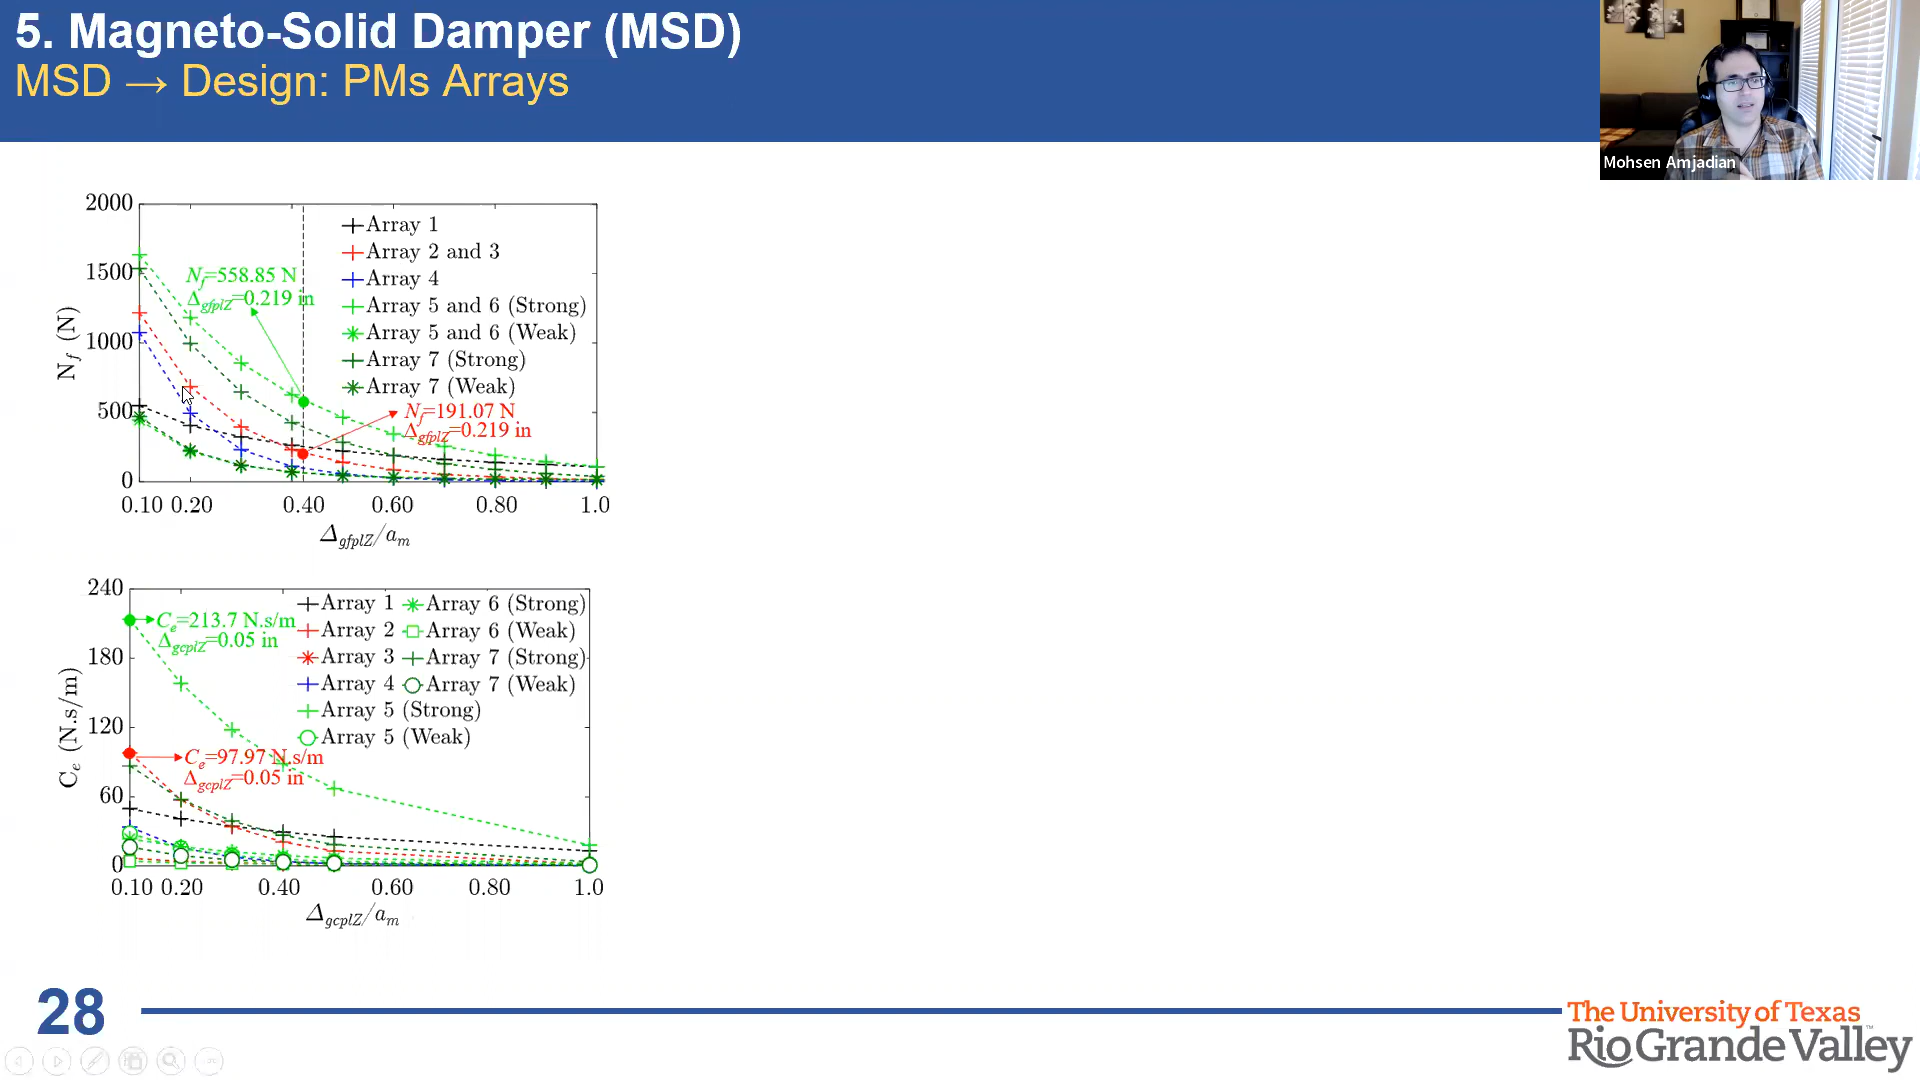 5. Magneto-Solid Damper (MSD)
MSD → Design: PMs Arrays
Mohsen Amjadian
2000
1500
1000
500
0
N_f (N)
0.10 0.20 0.40 0.60 0.80 1.0
Δ_gfplZ/a_m
N_f=558.85 N
Δ_gfplZ=0.219 in
Array 1
Array 2 and 3
Array 4
Array 5 and 6 (Strong)
Array 5 and 6 (Weak)
Array 7 (Strong)
Array 7 (Weak)
N_f=191.07 N
Δ_gfplZ=0.219 in
240
180
120
60
0
C_e (N.s/m)
0.10 0.20 0.40 0.60 0.80 1.0
Δ_gcplZ/a_m
C_e=213.7 N.s/m
Δ_gcplZ=0.05 in
Array 1 Array 6 (Strong)
Array 2 Array 6 (Weak)
Array 3 Array 7 (Strong)
Array 4 Array 7 (Weak)
Array 5 (Strong)
Array 5 (Weak)
C_e=97.97 N.s/m
Δ_gcplZ=0.05 in
28
The University of Texas
RioGrandeValley